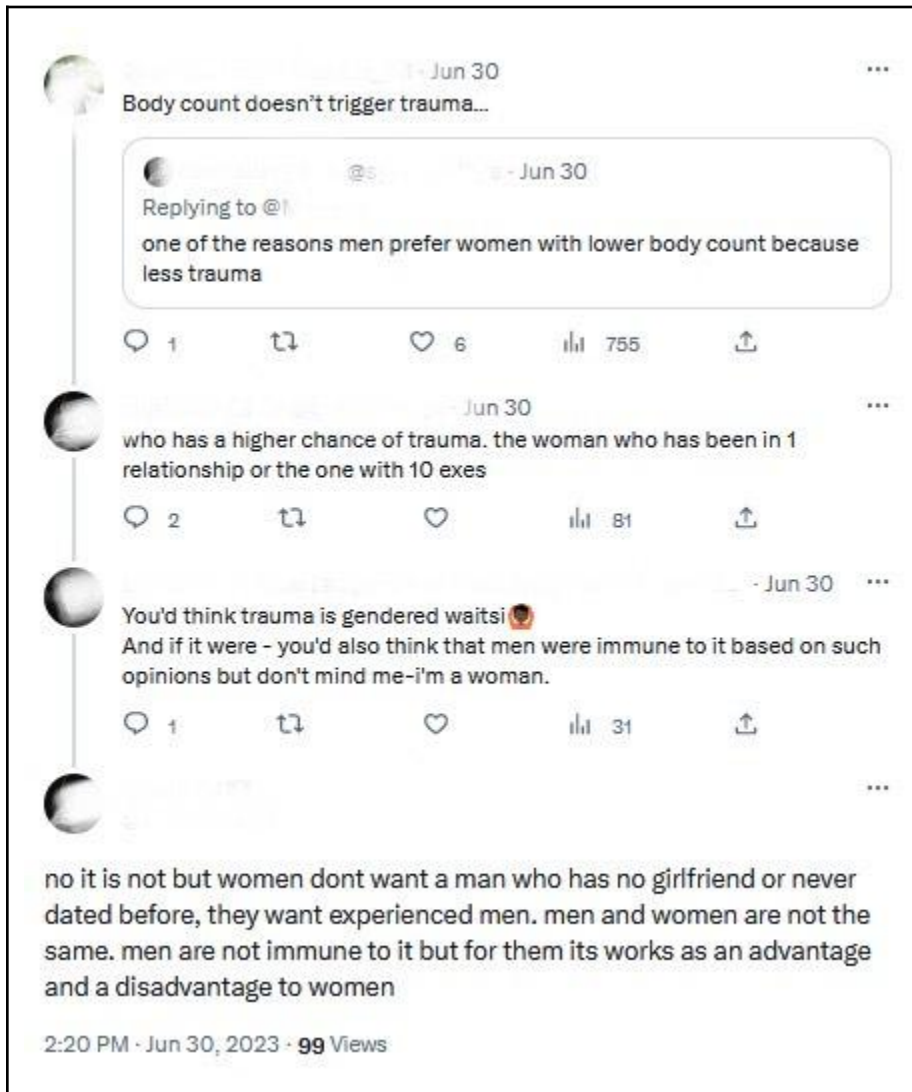 · Jun 30
Body count doesn't trigger trauma...
· Jun 30
Replying to @
one of the reasons men prefer women with lower body count because
less trauma
1 6 755
Jun 30
who has a higher chance of trauma. the woman who has been in 1
relationship or the one with 10 exes
2 81
· Jun 30
You'd think trauma is gendered waitsi🙆🏿
And if it were - you'd also think that men were immune to it based on such
opinions but don't mind me-i'm a woman.
1 31
no it is not but women dont want a man who has no girlfriend or never
dated before, they want experienced men. men and women are not the
same. men are not immune to it but for them its works as an advantage
and a disadvantage to women
2:20 PM · Jun 30, 2023 · 99 Views